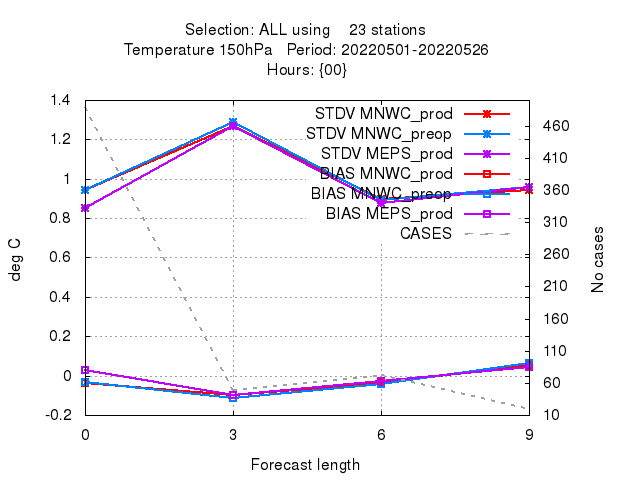 Selection: ALL using 23 stations
Temperature 150hPa Period: 20220501-20220526
Hours: {00}
STDV MNWC_prod
STDV MNWC_preop
STDV MEPS_prod
BIAS MNWC_prod
BIAS MNWC_preop
BIAS MEPS_prod
CASES
1.4
1.2
1
0.8
0.6
0.4
0.2
0
-0.2
deg C
460
410
360
310
260
210
160
110
60
10
No cases
0 3 6 9
Forecast length